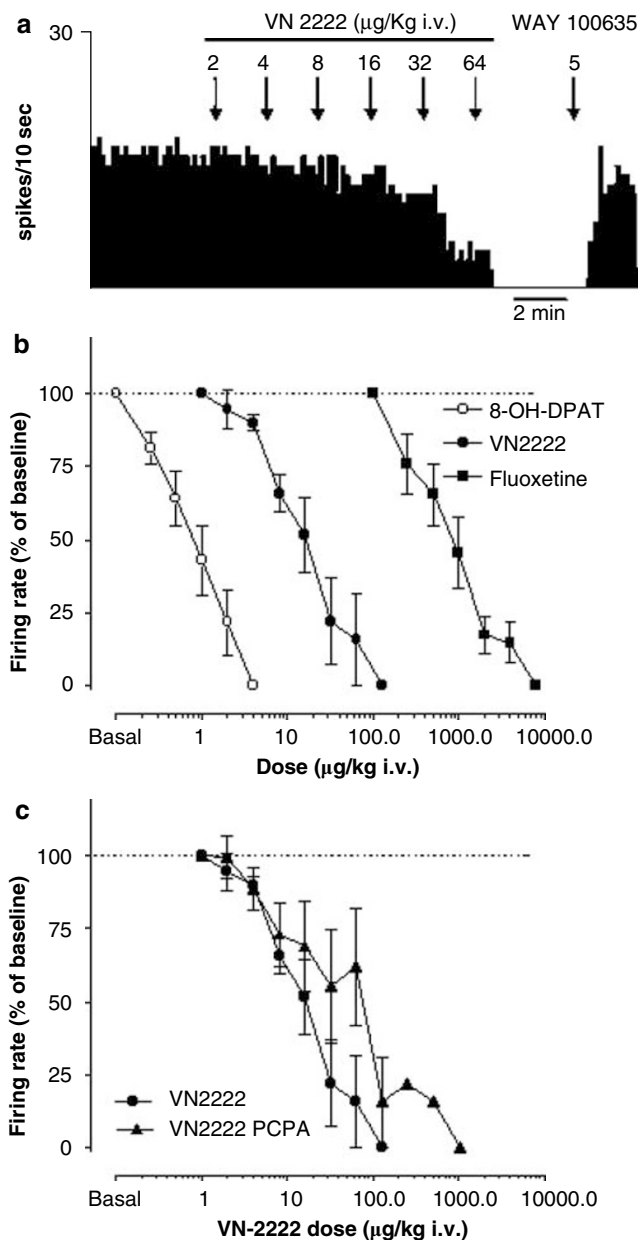 a
VN 2222 (μg/Kg i.v.) WAY 100635
30
2 4 8 16 32 64 5
spikes/10 sec
2 min
b
100
75
50
25
0
Firing rate (% of baseline)
8-OH-DPAT
VN2222
Fluoxetine
Basal 1 10 100.0 1000.0 10000.0
Dose (μg/kg i.v.)
c
100
75
50
25
0
Firing rate (% of baseline)
VN2222
VN2222 PCPA
Basal 1 10 100.0 1000.0 10000.0
VN-2222 dose (μg/kg i.v.)